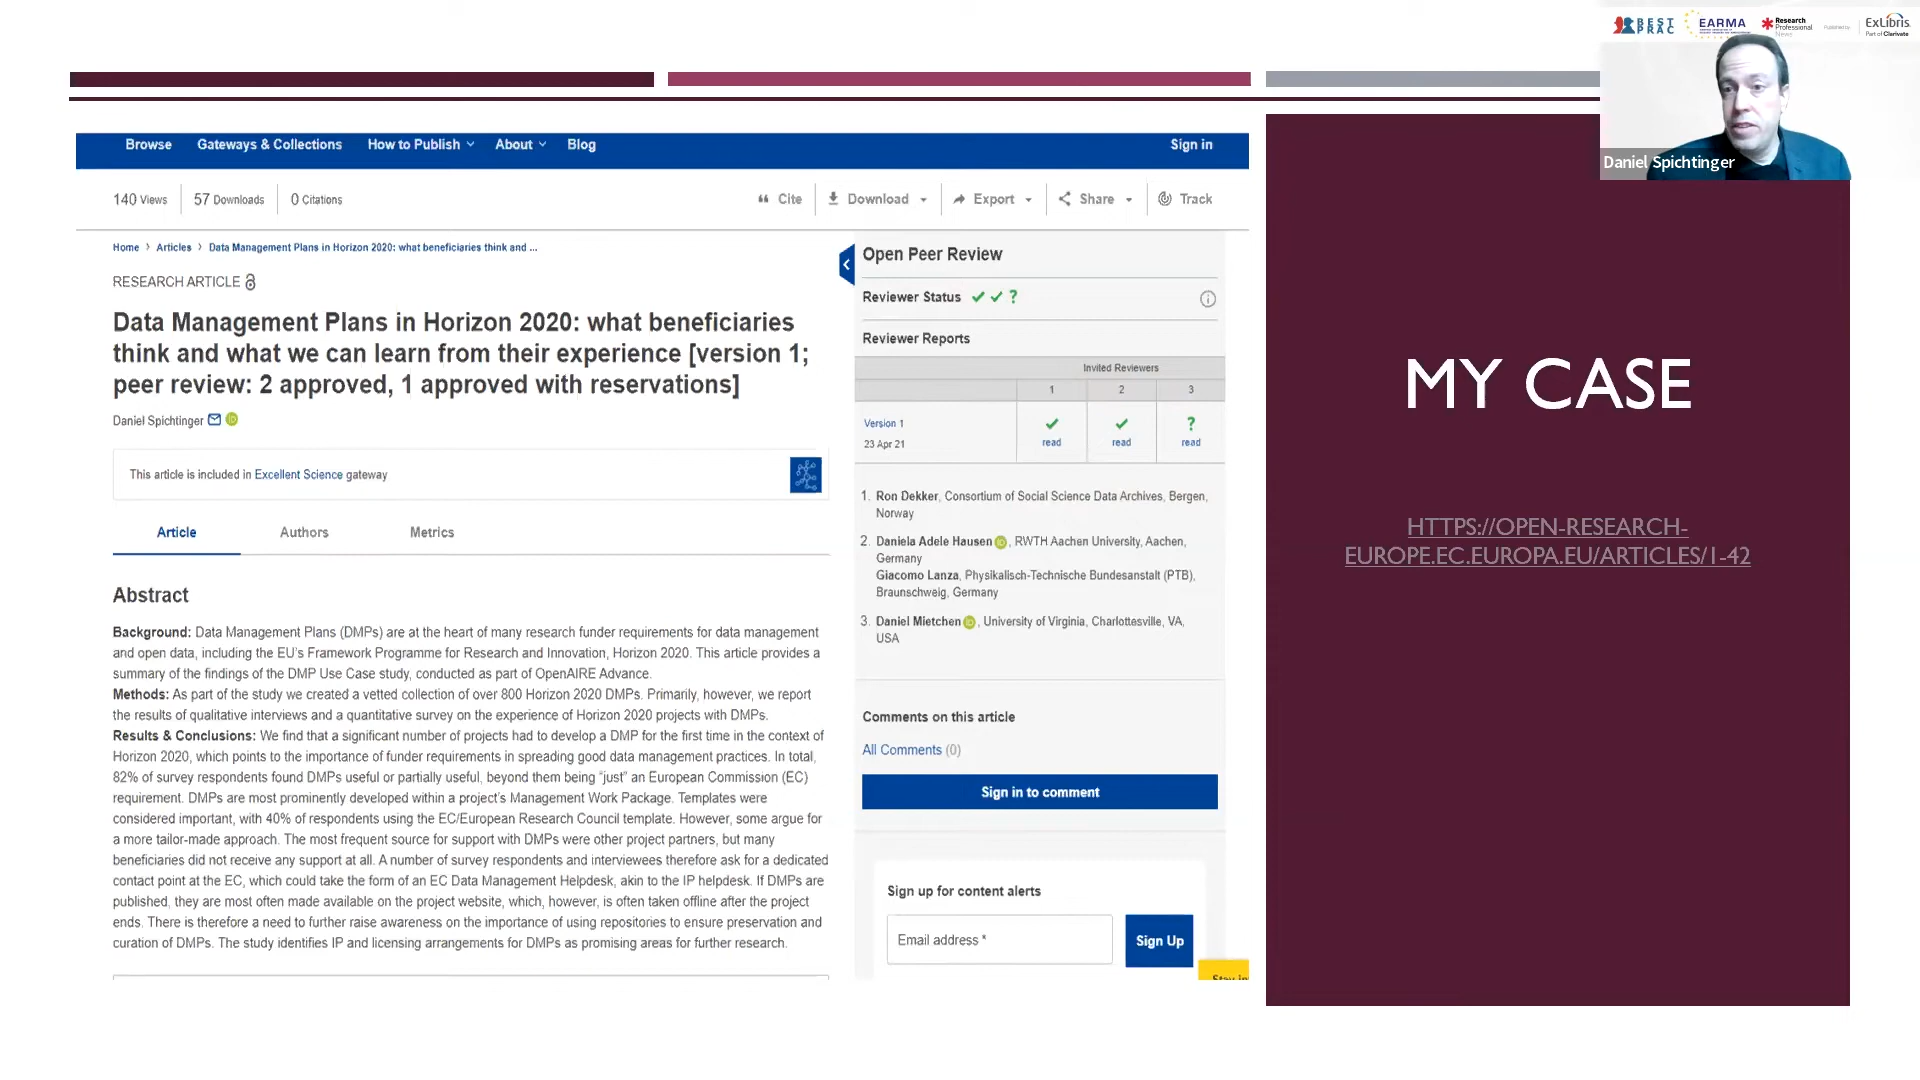 BEST PRAC
EARMA
Research Professional News
ExLibris
Part of Clarivate
Daniel Spichtinger
Browse Gateways & Collections How to Publish About Blog Sign in
140 Views 57 Downloads 0 Citations
Cite Download Export Share Track
Home Articles Data Management Plans in Horizon 2020: what beneficiaries think and ...
RESEARCH ARTICLE
Data Management Plans in Horizon 2020: what beneficiaries
think and what we can learn from their experience [version 1;
peer review: 2 approved, 1 approved with reservations]
Daniel Spichtinger
This article is included in Excellent Science gateway
Article Authors Metrics
Abstract
Background: Data Management Plans (DMPs) are at the heart of many research funder requirements for data management
and open data, including the EU's Framework Programme for Research and Innovation, Horizon 2020. This article provides a
summary of the findings of the DMP Use Case study, conducted as part of OpenAIRE Advance.
Methods: As part of the study we created a vetted collection of over 800 Horizon 2020 DMPs. Primarily, however, we report
the results of qualitative interviews and a quantitative survey on the experience of Horizon 2020 projects with DMPs.
Results & Conclusions: We find that a significant number of projects had to develop a DMP for the first time in the context of
Horizon 2020, which points to the importance of funder requirements in spreading good data management practices. In total,
82% of survey respondents found DMPs useful or partially useful, beyond them being “just” an European Commission (EC)
requirement. DMPs are most prominently developed within a project's Management Work Package. Templates were
considered important, with 40% of respondents using the EC/European Research Council template. However, some argue for
a more tailor-made approach. The most frequent source for support with DMPs were other project partners, but many
beneficiaries did not receive any support at all. A number of survey respondents and interviewees therefore ask for a dedicated
contact point at the EC, which could take the form of an EC Data Management Helpdesk, akin to the IP helpdesk. If DMPs are
published, they are most often made available on the project website, which, however, is often taken offline after the project
ends. There is therefore a need to further raise awareness on the importance of using repositories to ensure preservation and
curation of DMPs. The study identifies IP and licensing arrangements for DMPs as promising areas for further research.
Open Peer Review
Reviewer Status ✓ ✓ ?
Reviewer Reports
Invited Reviewers
1 2 3
Version 1
23 Apr 21
✓ ✓ ?
read read read
1. Ron Dekker, Consortium of Social Science Data Archives, Bergen,
Norway
2. Daniela Adele Hausen, RWTH Aachen University, Aachen,
Germany
Giacomo Lanza, Physikalisch-Technische Bundesanstalt (PTB),
Braunschweig, Germany
3. Daniel Mietchen, University of Virginia, Charlottesville, VA,
USA
Comments on this article
All Comments (0)
Sign in to comment
Sign up for content alerts
Email address *
Sign Up
MY CASE
HTTPS://OPEN-RESEARCH-
EUROPE.EC.EUROPA.EU/ARTICLES/1-42